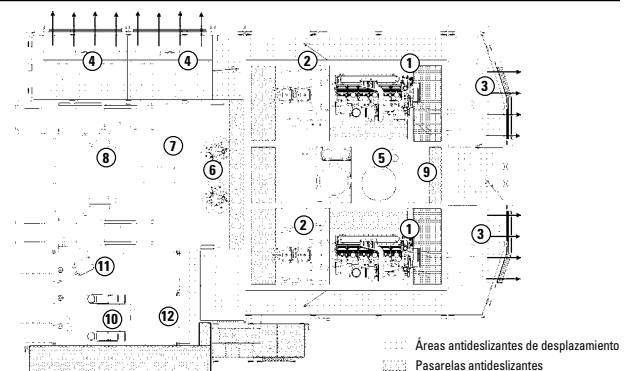 4 4 2 1
3
7
8 5
6 9
2 1
3
11
10 12
Áreas antideslizantes de desplazamiento
Pasarelas antideslizantes